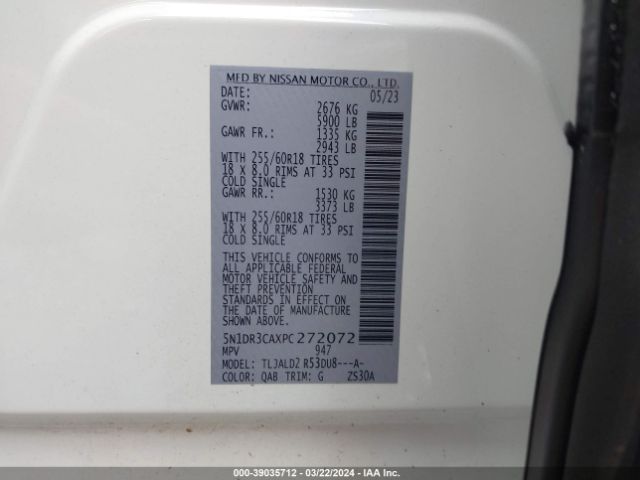 MFD BY NISSAN MOTOR CO., LTD.
DATE: 05/23
GVWR: 2676 KG
5900 LB
GAWR FR.: 1335 KG
2943 LB
WITH 255/60R18 TIRES
18 X 8.0 RIMS AT 33 PSI
COLD SINGLE
GAWR RR.: 1530 KG
3373 LB
WITH 255/60R18 TIRES
18 X 8.0 RIMS AT 33 PSI
COLD SINGLE
THIS VEHICLE CONFORMS TO
ALL APPLICABLE FEDERAL
MOTOR VEHICLE SAFETY AND
THEFT PREVENTION
STANDARDS IN EFFECT ON
THE DATE OF MANUFACTURE
SHOWN ABOVE.
5N1DR3CAXPC272072
MPV 947
MODEL: TLJALD2 R53DU8---A-
COLOR: QAB TRIM: G ZS30A
000-39035712 - 03/22/2024 - IAA Inc.